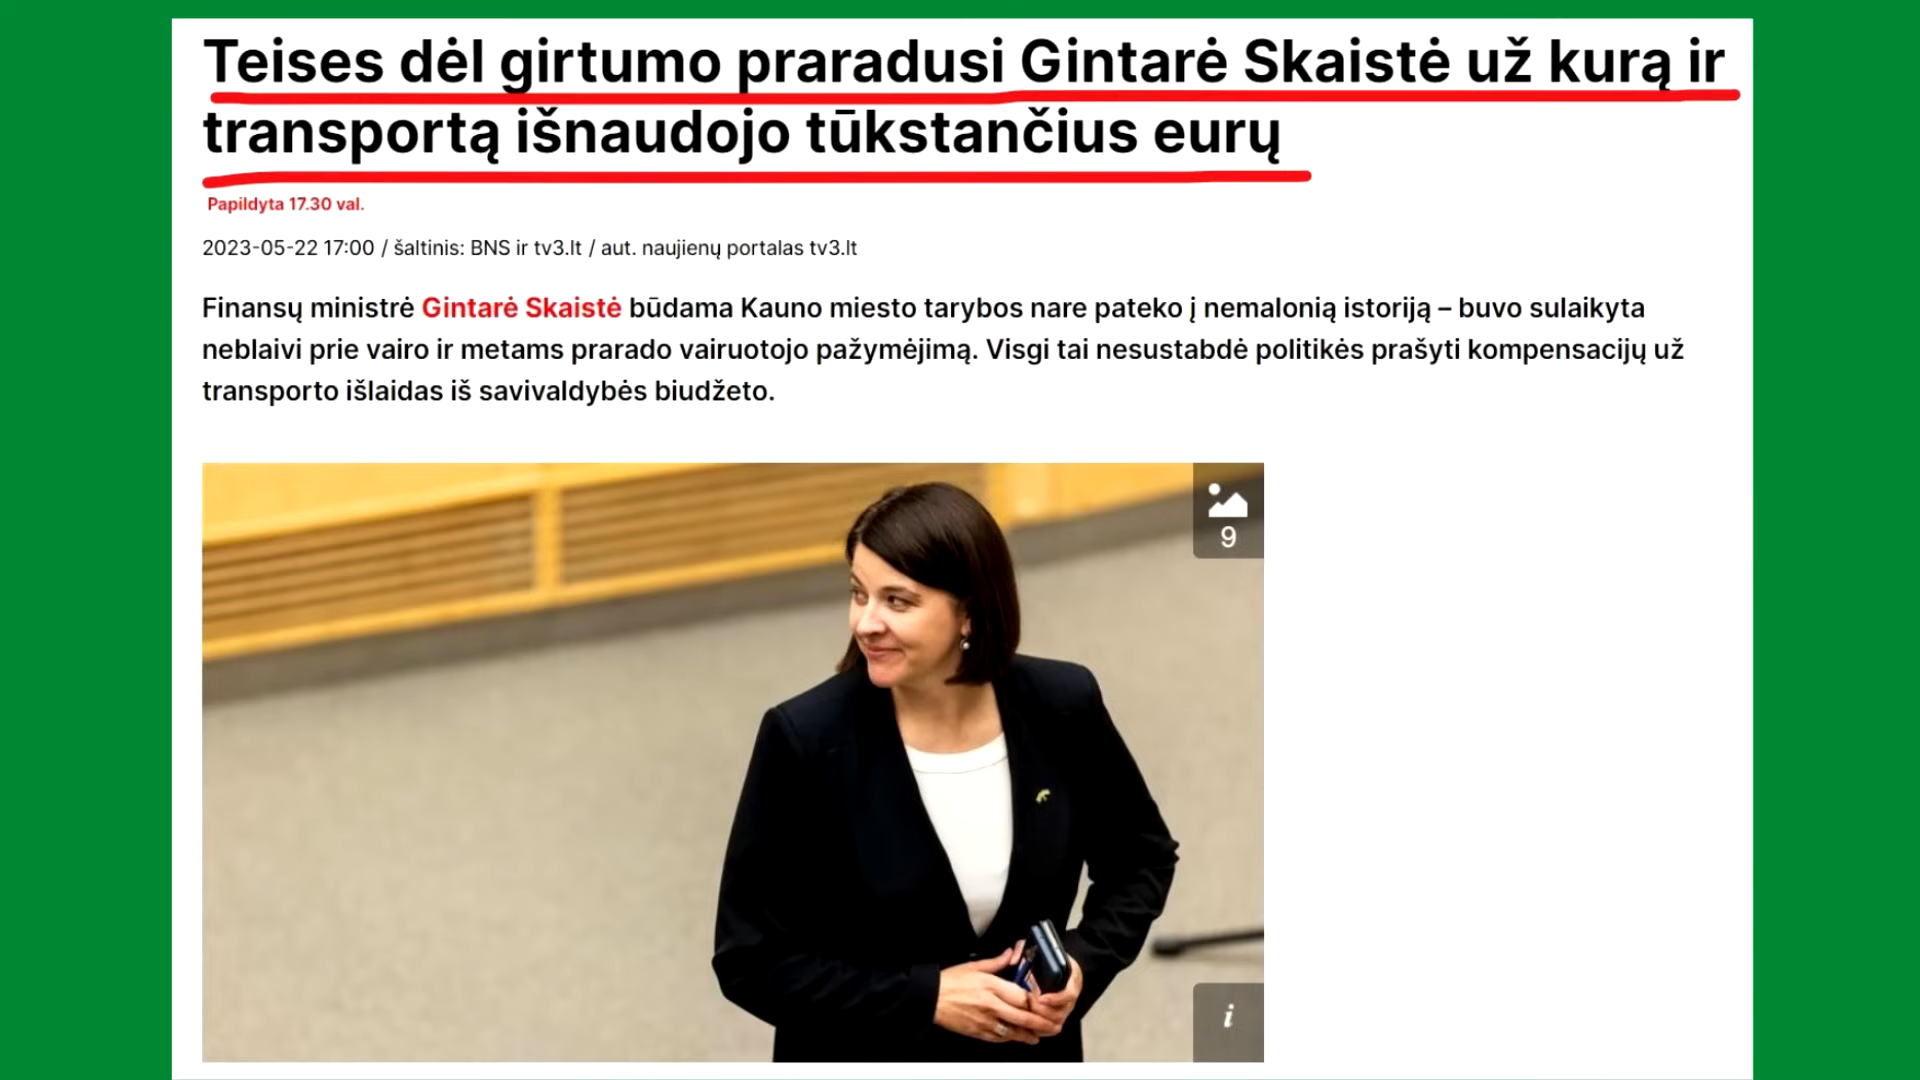 Teises dėl girtumo praradusi Gintarė Skaistė už kurą ir
transportą išnaudojo tūkstančius eurų
Papildyta 17.30 val.
2023-05-22 17:00 / šaltinis: BNS ir tv3.lt / aut. naujienų portalas tv3.lt
Finansų ministrė Gintarė Skaistė būdama Kauno miesto tarybos nare pateko į nemalonią istoriją – buvo sulaikyta
neblaivi prie vairo ir metams prarado vairuotojo pažymėjimą. Visgi tai nesustabdė politikės prašyti kompensacijų už
transporto išlaidas iš savivaldybės biudžeto.
9
i